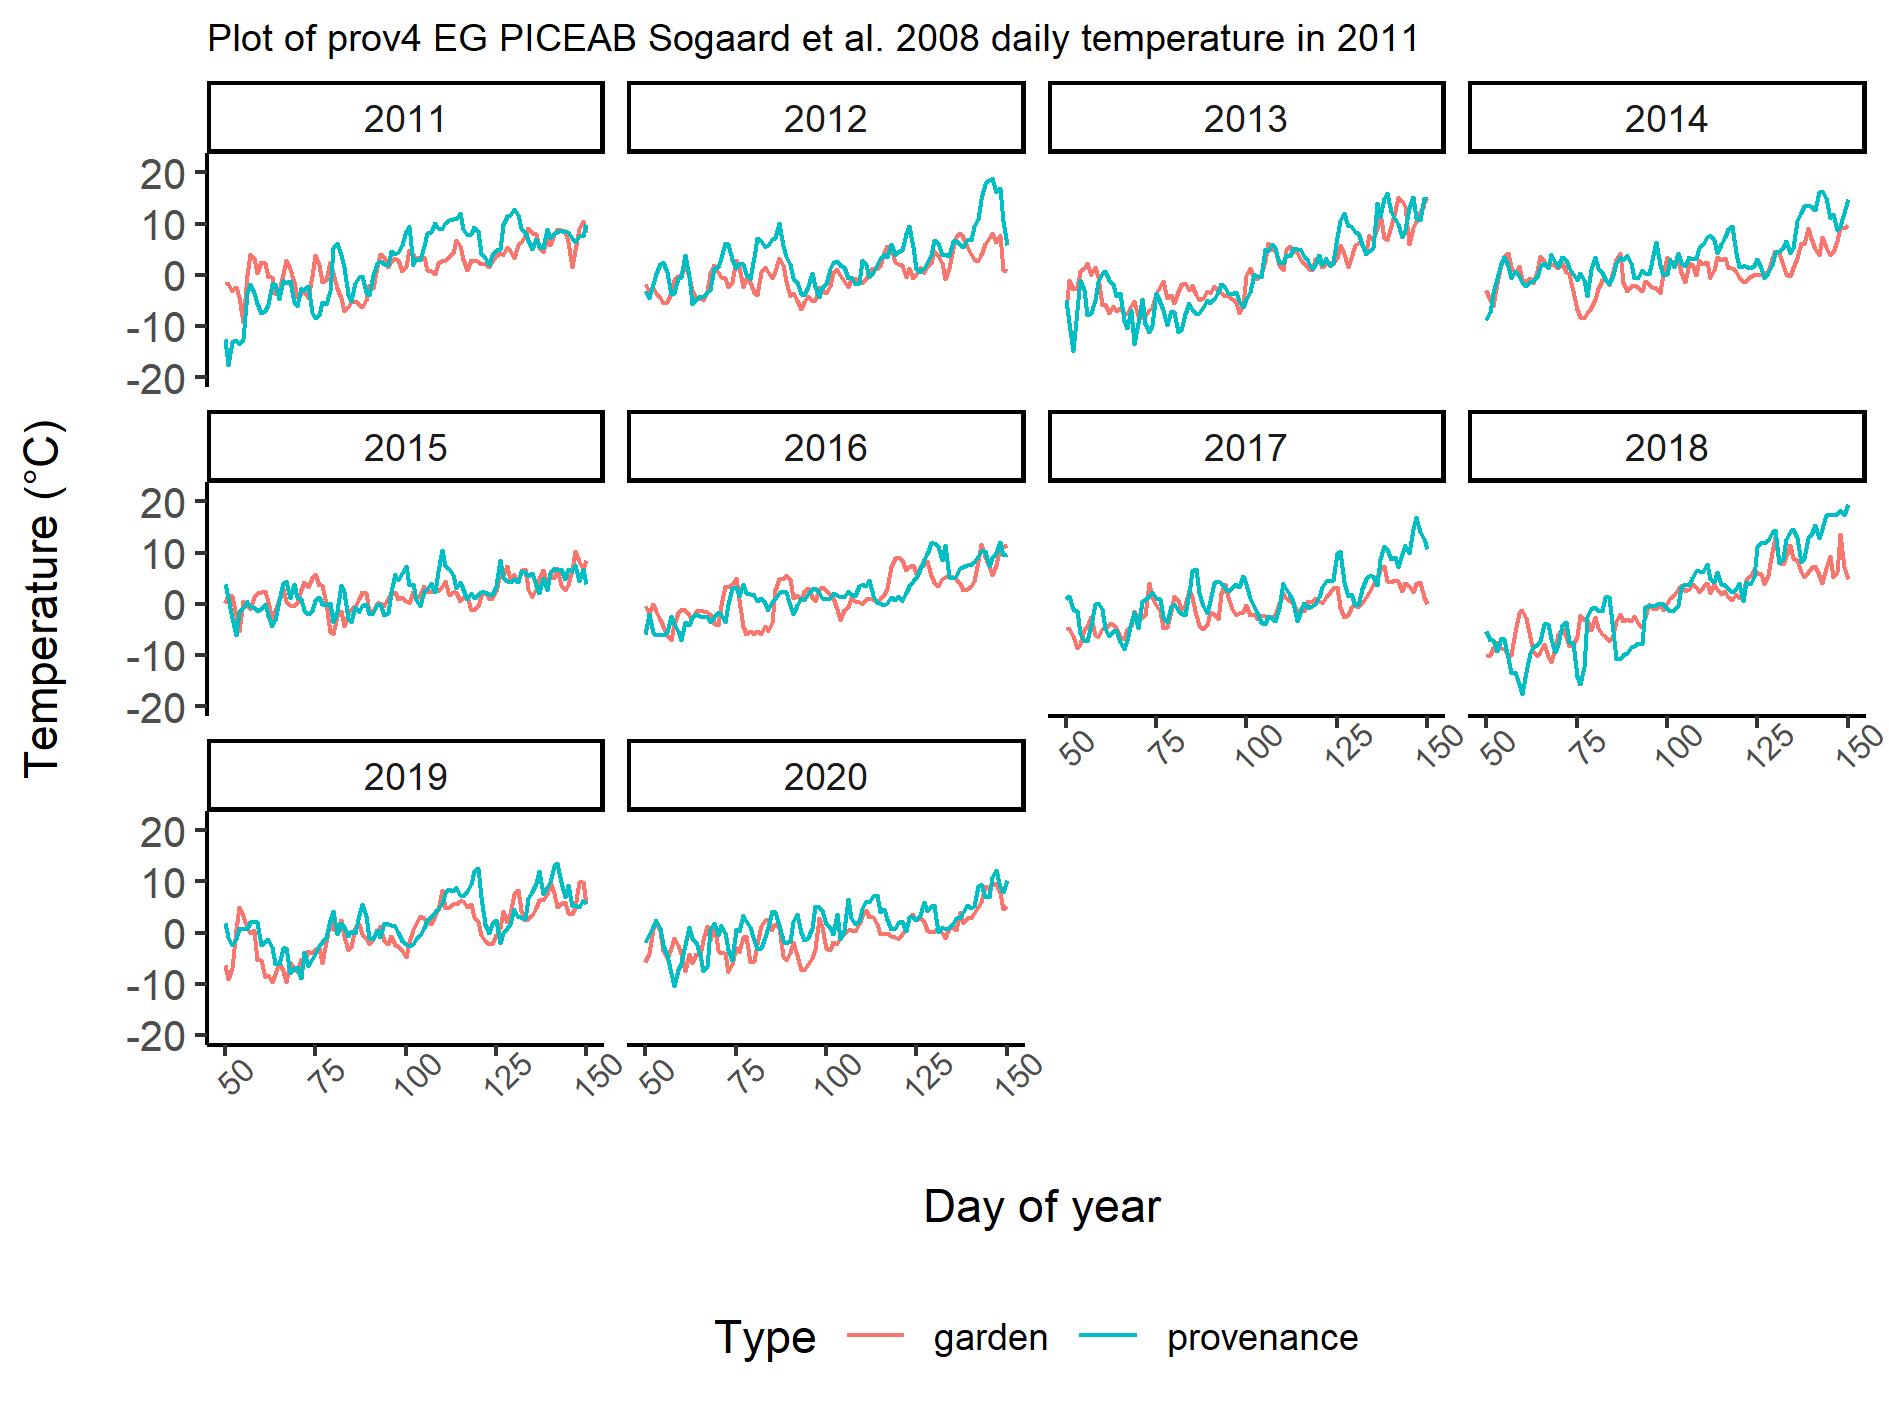 Plot of prov4 EG PICEAB Sogaard et al. 2008 daily temperature in 2011
2011 2012 2013 2014
20
10
0
-10
-20
2015 2016 2017 2018
20
10
0
-10
-20
50 75 100 125 150 50 75 100 125 150
2019 2020
20
10
0
-10
-20
50 75 100 125 150 50 75 100 125 150
Temperature (°C)
Day of year
Type garden provenance